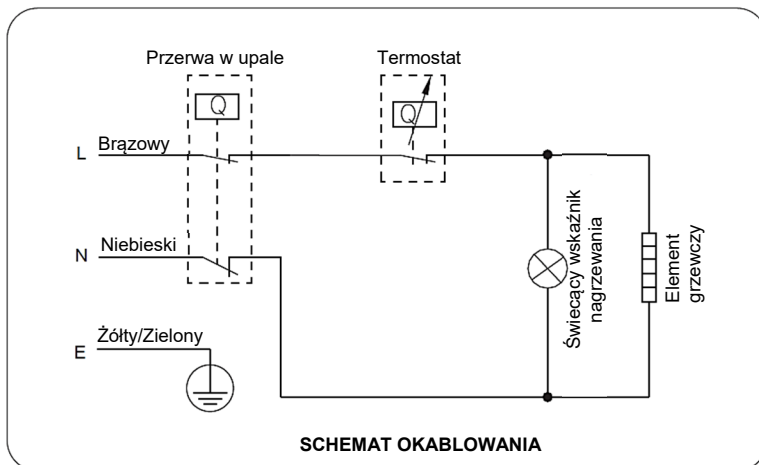 Przerwa w upale
Termostat
Q
Q
L
Brązowy
N
Niebieski
E
Żółty/Zielony
Świecący wskaźnik
nagrzewania
Element
grzewczy
SCHEMAT OKABLOWANIA